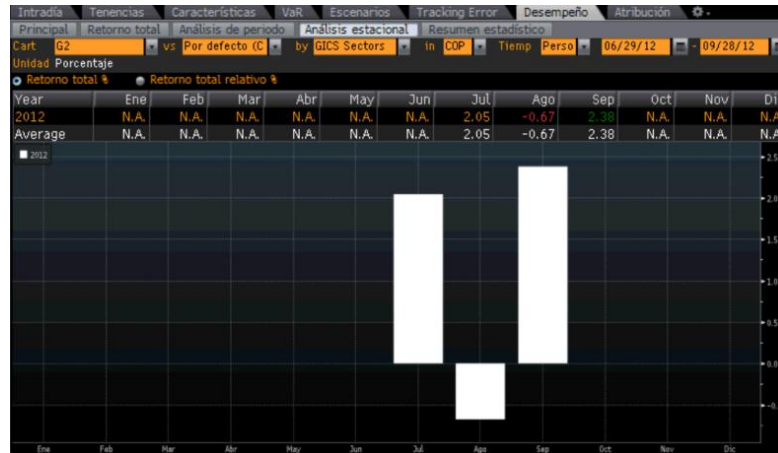 Intradía Tenencias Características VaR Escenarios Tracking Error Desempeño Atribución
Principal Retorno total Análisis de periodo Análisis estacional Resumen estadístico
Cart G2 vs Por defecto (C by GICS Sectors in COP Tiemp Perso 06/29/12 - 09/28/12
Unidad Porcentaje
Retorno total % Retorno total relativo %
Year Ene Feb Mar Abr May Jun Jul Ago Sep Oct Nov Di
2012 N.A. N.A. N.A. N.A. N.A. N.A. 2.05 -0.67 2.38 N.A. N.A. N.A
Average N.A. N.A. N.A. N.A. N.A. N.A. 2.05 -0.67 2.38 N.A. N.A. N.A
2012
2.5
2.0
1.5
1.0
0.5
0.0
-0.
Ene Feb Mar Abr May Jun Jul Ago Sep Oct Nov Dic